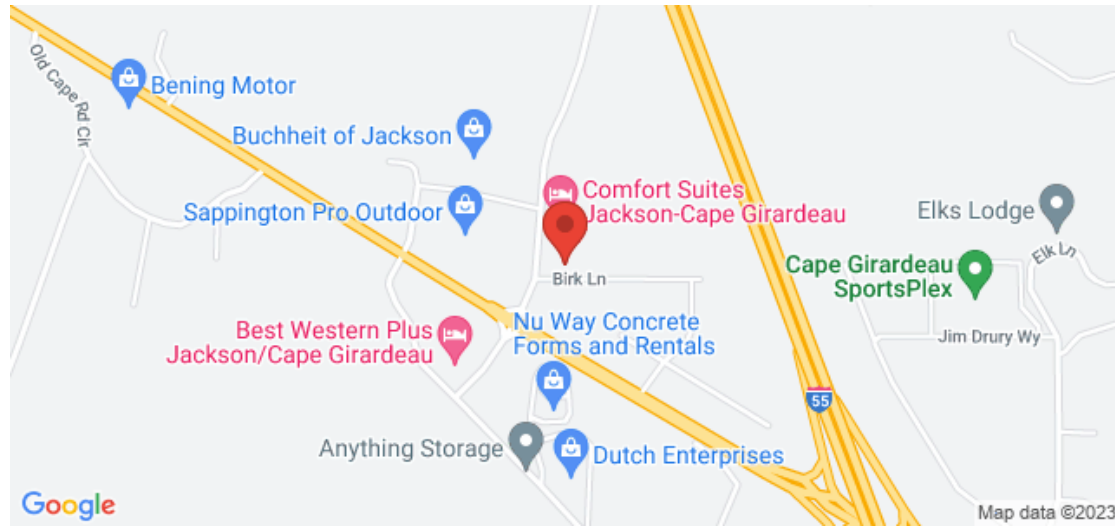 Old Cape Rd Clr
Bening Motor
Buchheit of Jackson
Comfort Suites
Jackson-Cape Girardeau
Sappington Pro Outdoor
Elks Lodge
Elk Ln
Cape Girardeau
SportsPlex
Birk Ln
Nu Way Concrete
Forms and Rentals
Best Western Plus
Jackson/Cape Girardeau
Jim Drury Wy
55
Anything Storage
Dutch Enterprises
Google
Map data ©2023